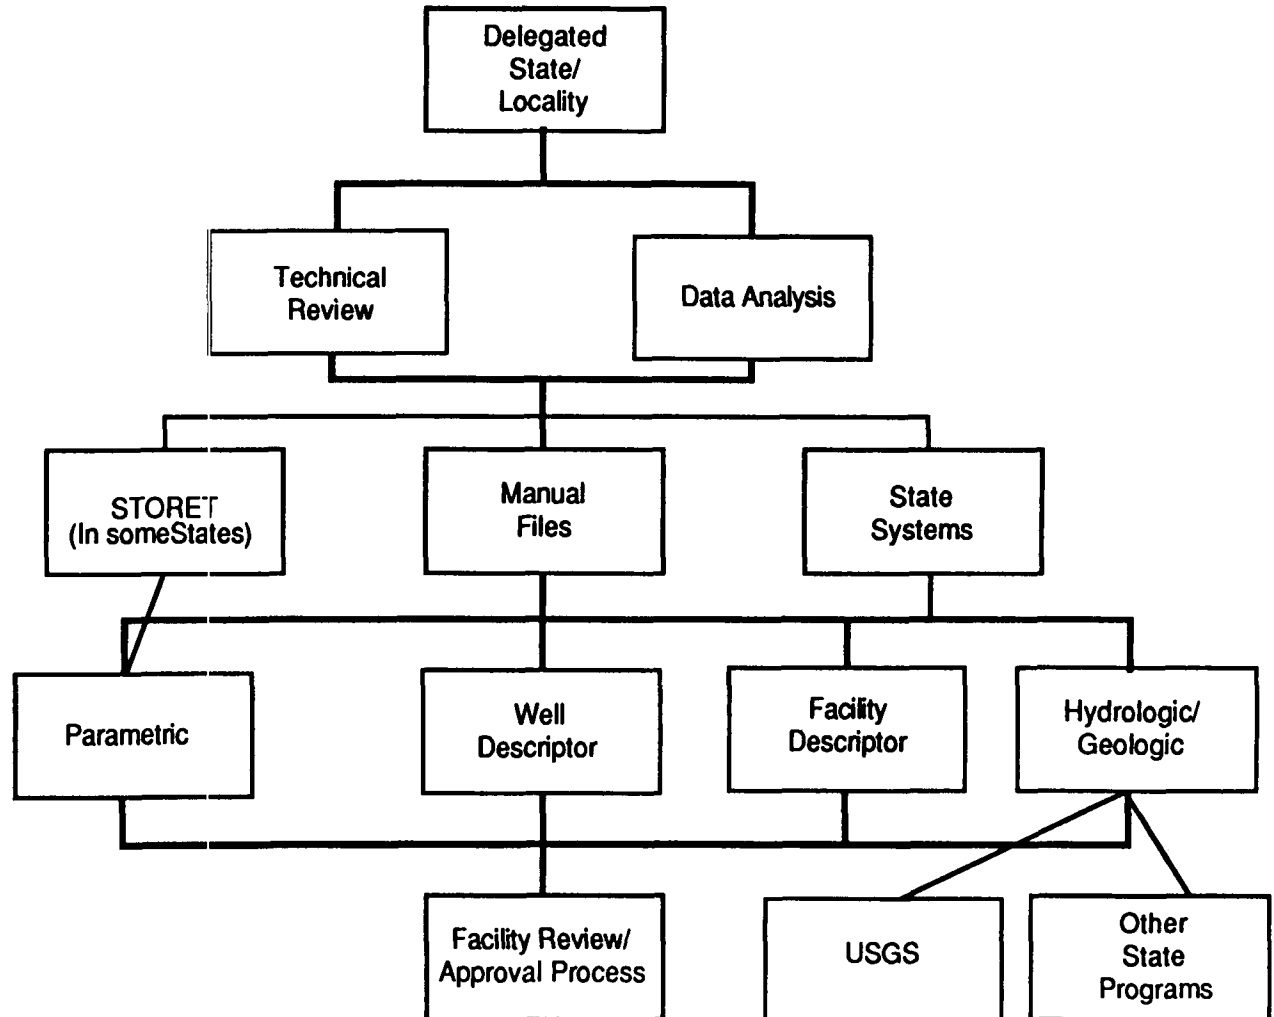 Delegated
State/
Locality
Technical
Review
Data Analysis
STORET
(In someStates)
Manual
Files
State
Systems
Parametric
Well
Descriptor
Facility
Descriptor
Hydrologic/
Geologic
Facility Review/
Approval Process
USGS
Other
State
Programs